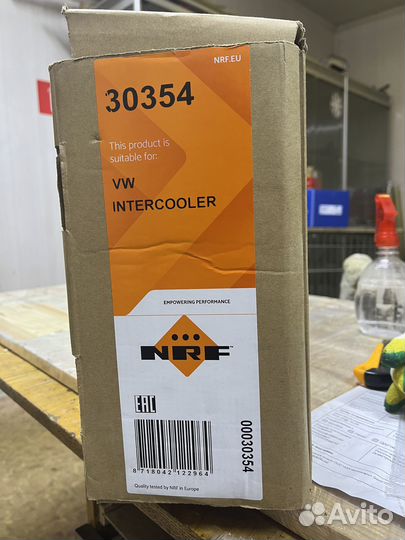 NRF.EU
30354
This product is
suitable for:
VW
INTERCOOLER
EMPOWERING PERFORMANCE
NRF™
EAC
00030354
8 718042 122964
Quality tested by NRF in Europe
Avito